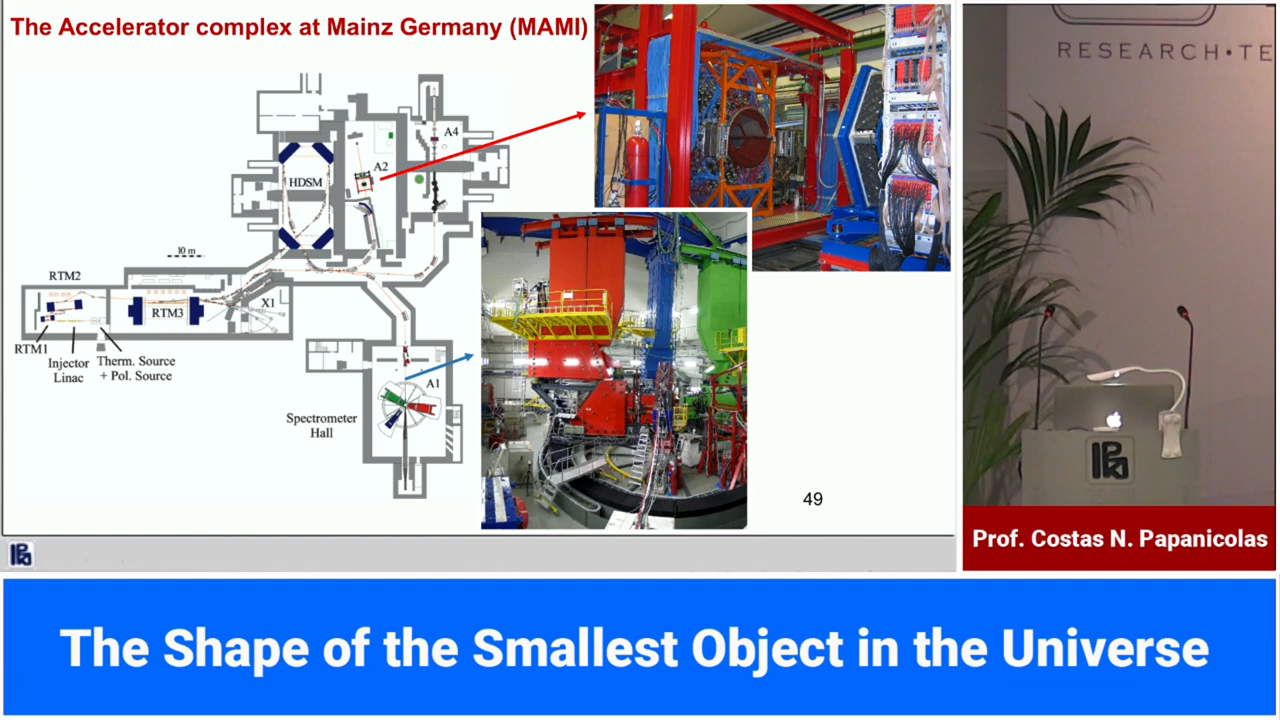 The Accelerator complex at Mainz Germany (MAMI)
A4
A2
HDSM
10 m
RTM2
X1
RTM3
RTM1
Injector
Linac
Therm. Source
+ Pol. Source
A1
Spectrometer
Hall
49
RESEARCH•TE
Prof. Costas N. Papanicolas
The Shape of the Smallest Object in the Universe